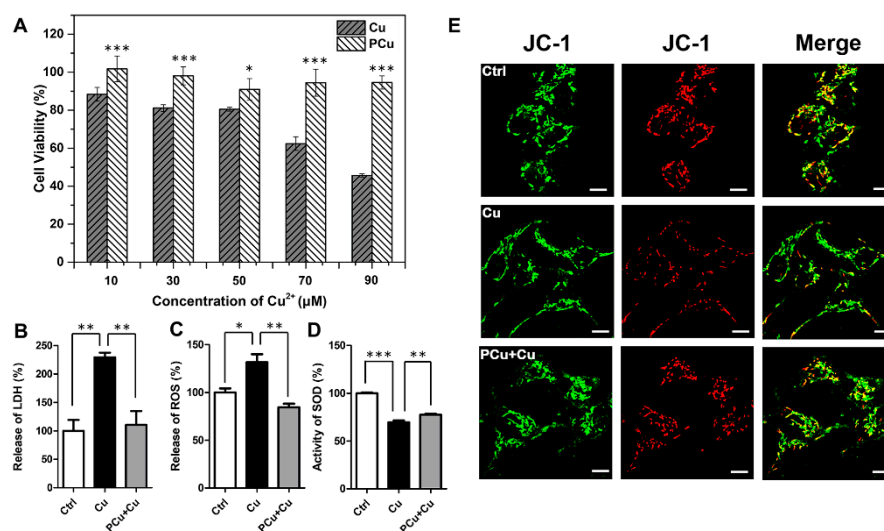 A
Cu
PCu
***
***
*
***
***
120
100
80
60
40
20
0
Cell Viability (%)
10 30 50 70 90
Concentration of Cu²⁺ (μM)
B
** **
250
200
150
100
50
0
Release of LDH (%)
Ctrl Cu PCu+Cu
C
* **
150
100
50
0
Release of ROS (%)
Ctrl Cu PCu+Cu
D
*** **
150
100
50
0
Activity of SOD (%)
Ctrl Cu PCu+Cu
E
JC-1 JC-1 Merge
Ctrl
Cu
PCu+Cu